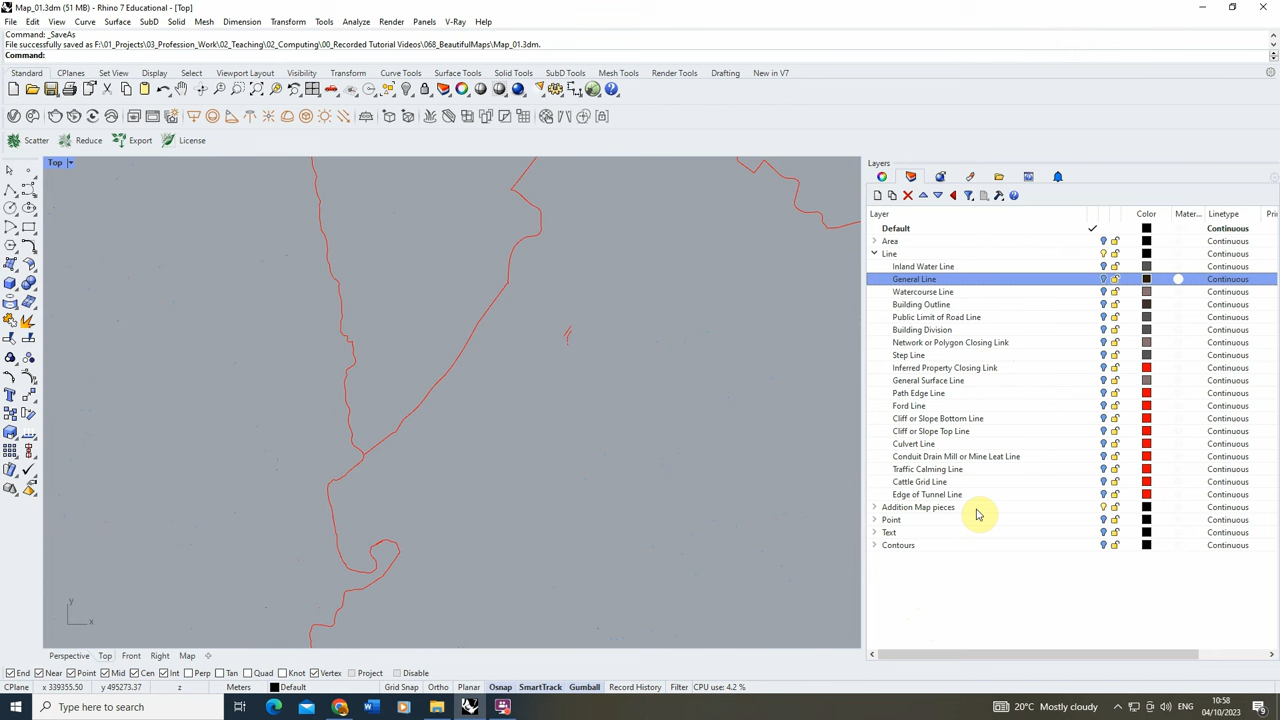 Map_01.3dm (51 MB) - Rhino 7 Educational - [Top]
File Edit View Curve Surface SubD Solid Mesh Dimension Transform Tools Analyze Render Panels V-Ray Help
Command: _SaveAs
File successfully saved as F:\01_Projects\03_Profession_Work\02_Teaching\02_Computing\00_Recorded Tutorial Videos\068_BeautifulMaps\Map_01.3dm.
Command:
Standard CPlanes Set View Display Select Viewport Layout Visibility Transform Curve Tools Surface Tools Solid Tools SubD Tools Mesh Tools Render Tools Drafting New in V7
Scatter Reduce Export License
Top
Layers
Layer Color Mater... Linetype Pri
Default Continuous
Area Continuous
Line Continuous
Inland Water Line Continuous
General Line Continuous
Watercourse Line Continuous
Building Outline Continuous
Public Limit of Road Line Continuous
Building Division Continuous
Network or Polygon Closing Link Continuous
Step Line Continuous
Inferred Property Closing Link Continuous
General Surface Line Continuous
Path Edge Line Continuous
Ford Line Continuous
Cliff or Slope Bottom Line Continuous
Cliff or Slope Top Line Continuous
Culvert Line Continuous
Conduit Drain Mill or Mine Leat Line Continuous
Traffic Calming Line Continuous
Cattle Grid Line Continuous
Edge of Tunnel Line Continuous
Addition Map pieces Continuous
Point Continuous
Text Continuous
Contours Continuous
y
x
Perspective Top Front Right Map
End Near Point Mid Cen Int Perp Tan Quad Knot Vertex Project Disable
CPlane x 339355.50 y 495273.37 z Meters Default Grid Snap Ortho Planar Osnap SmartTrack Gumball Record History Filter CPU use: 4.2 %
Type here to search 20°C Mostly cloudy ENG 10:58
04/10/2023